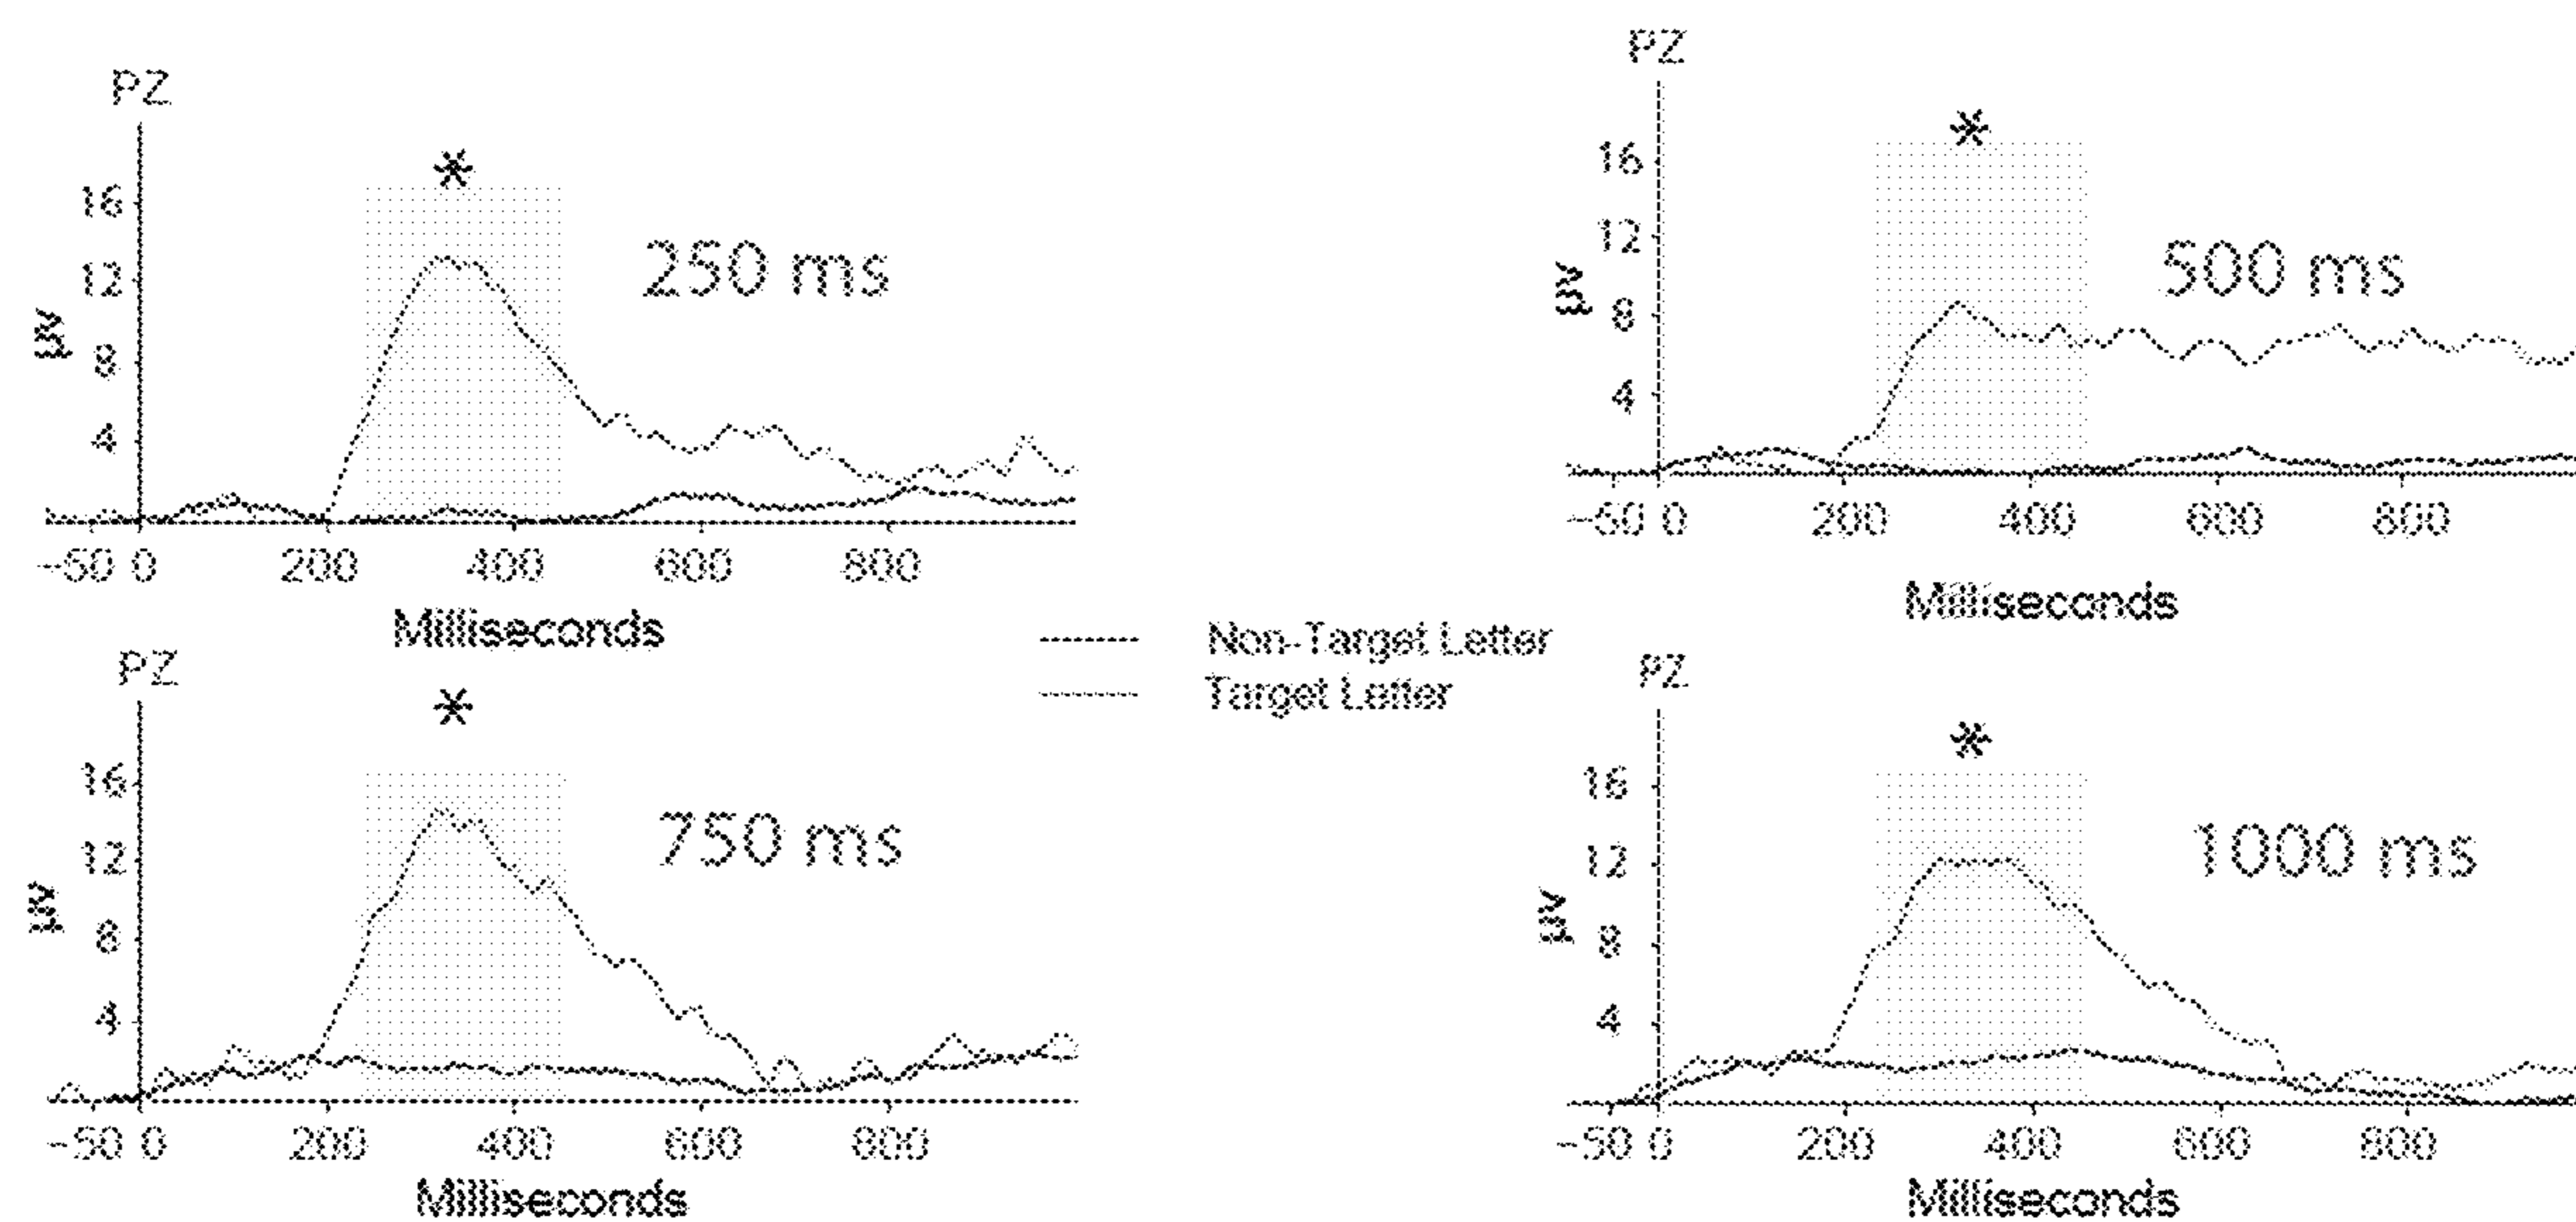 PZ
*
16
12
8
4
µv
250 ms
-50 0 200 400 600 800
Milliseconds
PZ
*
16
12
8
4
µv
500 ms
-50 0 200 400 600 800
Milliseconds
Non-Target Letter
Target Letter
PZ
*
16
12
8
4
µv
750 ms
-50 0 200 400 600 800
Milliseconds
PZ
*
16
12
8
4
µv
1000 ms
-50 0 200 400 600 800
Milliseconds